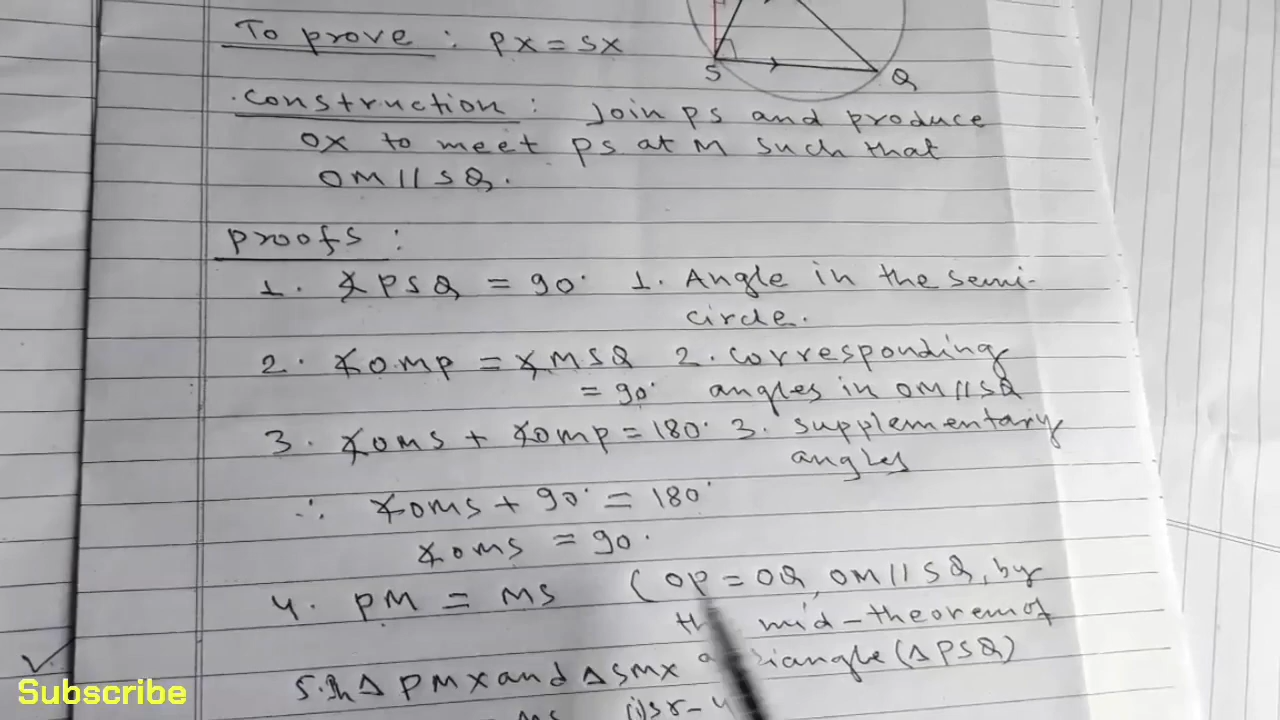 To prove : PX = SX
S
Q
Construction : Join PS and produce
OX to meet PS at M such that
OM // SQ.
Proofs :
1. ∡PSQ = 90° 1. Angle in the semi-
circle.
2. ∡OMP = ∡MSQ 2. Corresponding
= 90° angles in OM//SQ
3. ∡OMS + ∡OMP = 180° 3. supplementary
angles
∴ ∡OMS + 90° = 180°
∡OMS = 90°
4. PM = MS (OP = OQ, OM // SQ, by
mid-theorem of
5. In Δ PMX and Δ SMX triangle (Δ PSQ)
Subscribe